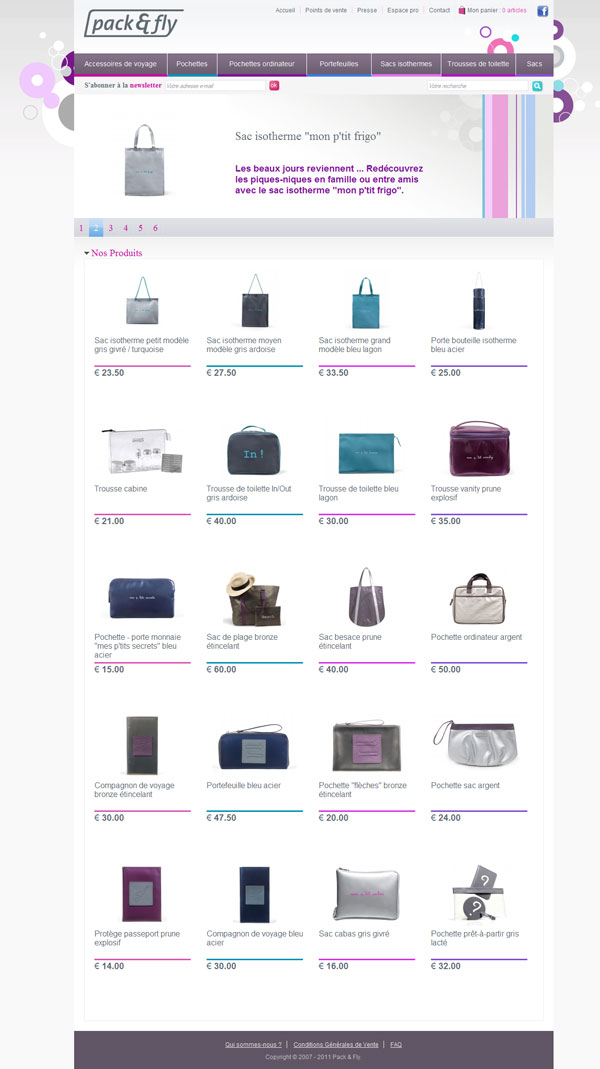 pack&fly
Accueil | Points de vente | Presse | Espace pro | Contact
Mon panier : 0 articles
Accessoires de voyage
Pochettes
Pochettes ordinateur
Portefeuilles
Sacs isothermes
Trousses de toilette
Sacs
S'abonner à la newsletter
Votre adresse e-mail
ok
Votre recherche
Sac isotherme "mon p'tit frigo"
Les beaux jours reviennent ... Redécouvrez
les piques-niques en famille ou entre amis
avec le sac isotherme "mon p'tit frigo".
1 2 3 4 5 6
Nos Produits
Sac isotherme petit modèle
gris givré / turquoise
€ 23.50
Sac isotherme moyen
modèle gris ardoise
€ 27.50
Sac isotherme grand
modèle bleu lagon
€ 33.50
Porte bouteille isotherme
bleu acier
€ 25.00
Trousse cabine
€ 21.00
In !
Trousse de toilette In/Out
gris ardoise
€ 40.00
Trousse de toilette bleu
lagon
€ 30.00
Trousse vanity prune
explosif
€ 35.00
Pochette - porte monnaie
"mes p'tits secrets" bleu
acier
€ 15.00
Sac de plage bronze
étincelant
€ 60.00
Sac besace prune
étincelant
€ 40.00
Pochette ordinateur argent
€ 50.00
Compagnon de voyage
bronze étincelant
€ 30.00
Portefeuille bleu acier
€ 47.50
Pochette "flèches" bronze
étincelant
€ 20.00
Pochette sac argent
€ 24.00
Protège passeport prune
explosif
€ 14.00
Compagnon de voyage bleu
acier
€ 30.00
Sac cabas gris givré
€ 16.00
? ?
Pochette prêt-à-partir gris
lacté
€ 32.00
Qui sommes-nous ? | Conditions Générales de Vente | FAQ
Copyright © 2007 - 2011 Pack & Fly